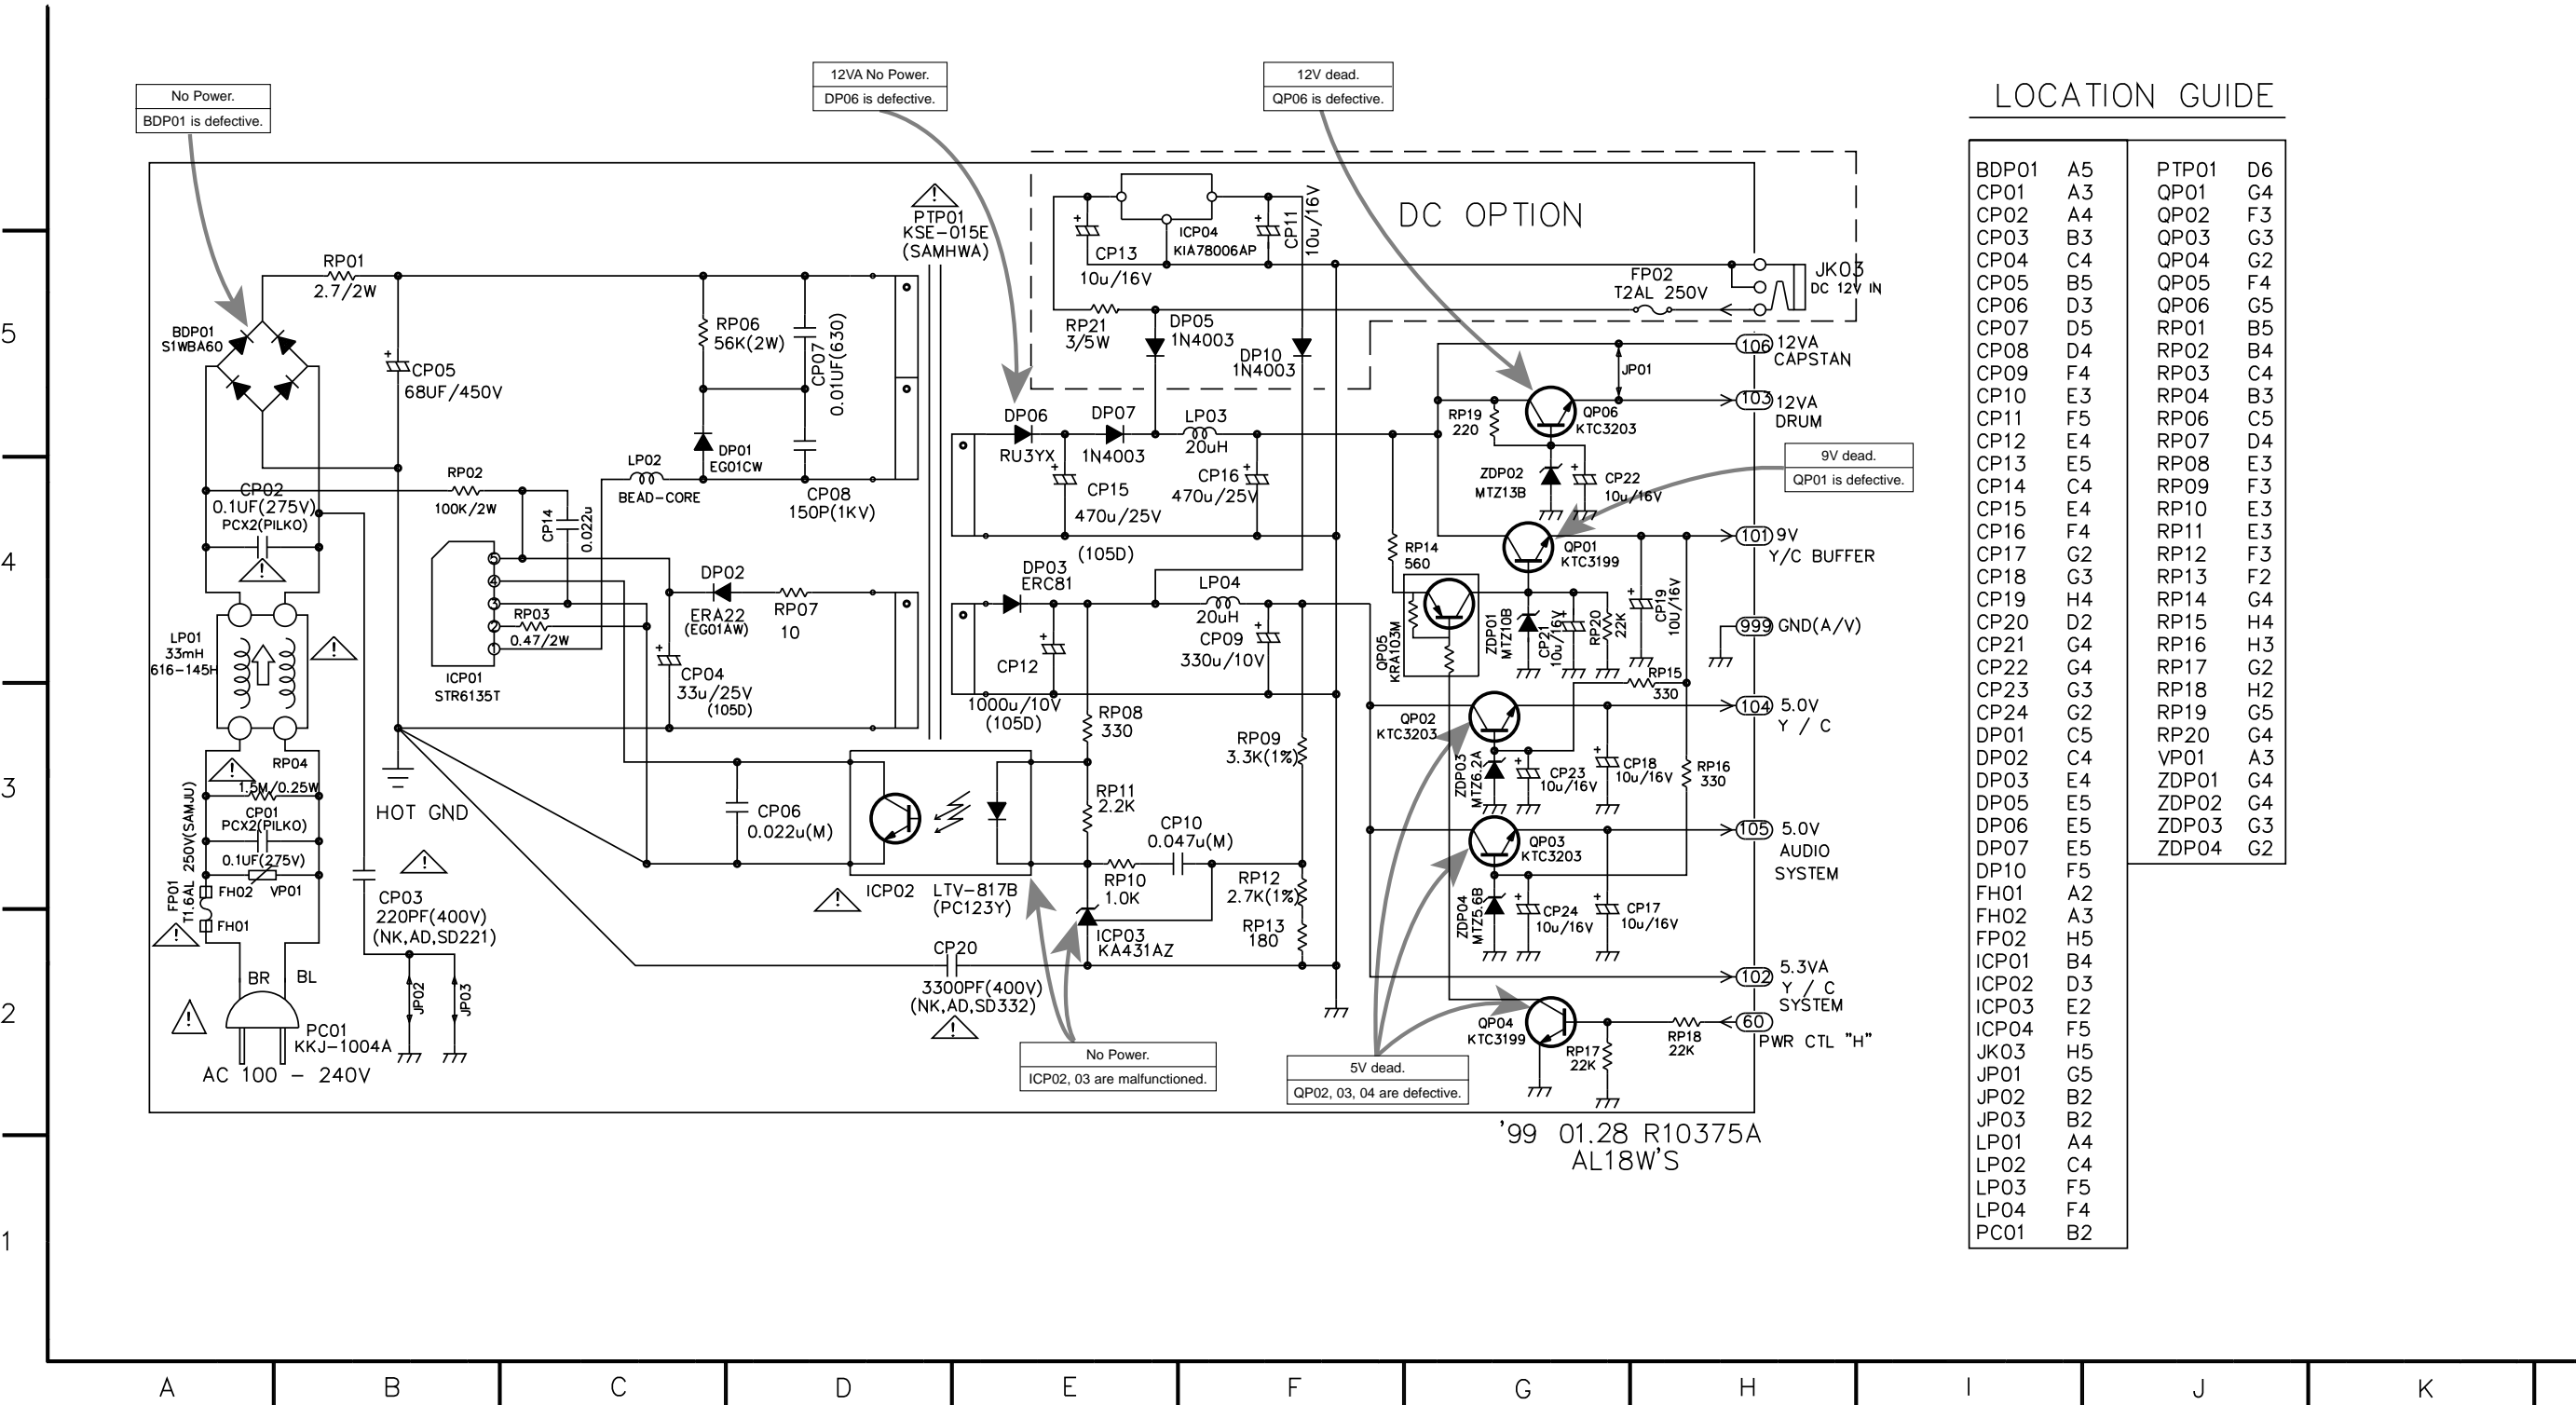 No Power.
BDP01 is defective.
12VA No Power.
DP06 is defective.
12V dead.
QP06 is defective.
LOCATION GUIDE
BDP01 A5
CP01 A3
CP02 A4
CP03 B3
CP04 C4
CP05 B5
CP06 D3
CP07 D5
CP08 D4
CP09 F4
CP10 E3
CP11 F5
CP12 E4
CP13 E5
CP14 C4
CP15 E4
CP16 F4
CP17 G2
CP18 G3
CP19 H4
CP20 D2
CP21 G4
CP22 G4
CP23 G3
CP24 G2
DP01 C5
DP02 C4
DP03 E4
DP05 E5
DP06 E5
DP07 E5
DP10 F5
FH01 A2
FH02 A3
FP02 H5
ICP01 B4
ICP02 D3
ICP03 E2
ICP04 F5
JK03 H5
JP01 G5
JP02 B2
JP03 B2
LP01 A4
LP02 C4
LP03 F5
LP04 F4
PC01 B2
PTP01 D6
QP01 G4
QP02 F3
QP03 G3
QP04 G2
QP05 F4
QP06 G5
RP01 B5
RP02 B4
RP03 C4
RP04 B3
RP06 C5
RP07 D4
RP08 E3
RP09 F3
RP10 E3
RP11 E3
RP12 F3
RP13 F2
RP14 G4
RP15 H4
RP16 H3
RP17 G2
RP18 H2
RP19 G5
RP20 G4
VP01 A3
ZDP01 G4
ZDP02 G4
ZDP03 G3
ZDP04 G2
PTP01
KSE-015E
(SAMHWA)
DC OPTION
CP11
10u/16V
ICP04
KIA78006AP
CP13
10u/16V
FP02
T2AL 250V
JK03
DC 12V IN
RP21
3/5W
DP05
1N4003
DP10
1N4003
RP01
2.7/2W
BDP01
S1WBA60
CP05
68UF/450V
RP06
56K(2W)
CP07
0.01UF(630)
DP01
EG01CW
LP02
BEAD-CORE
CP08
150P(1KV)
DP06
RU3YX
DP07
1N4003
LP03
20uH
CP15
470u/25V
(105D)
CP16
470u/25V
RP19
220
QP06
KTC3203
JP01
106
12VA
CAPSTAN
103
12VA
DRUM
9V dead.
QP01 is defective.
ZDP02
MTZ13B
CP22
10u/16V
101
9V
Y/C BUFFER
QP01
KTC3199
RP14
560
QP05
KRA103M
ZDP01
MTZ10B
CP21
10u/16V
RP20
22K
CP19
10U/16V
999
GND(A/V)
RP15
330
CP02
0.1UF(275V)
PCX2(PILKO)
RP02
100K/2W
CP14
0.022u
5
4
3
2
1
RP03
0.47/2W
ICP01
STR6135T
DP02
ERA22
(EG01AW)
RP07
10
CP04
33u/25V
(105D)
DP03
ERC81
LP04
20uH
CP12
1000u/10V
(105D)
CP09
330u/10V
LP01
33mH
616-145H
RP04
1.5M/0.25W
CP01
PCX2(PILKO)
0.1UF(275V)
VP01
FP01
T1.6AL 250V(SAMJU)
FH02
FH01
HOT GND
CP03
220PF(400V)
(NK,AD,SD221)
BR
BL
PC01
KKJ-1004A
AC 100 - 240V
JP02
JP03
CP06
0.022u(M)
ICP02
LTV-817B
(PC123Y)
RP08
330
RP11
2.2K
RP10
1.0K
CP10
0.047u(M)
RP09
3.3K(1%)
RP12
2.7K(1%)
RP13
180
ICP03
KA431AZ
CP20
3300PF(400V)
(NK,AD,SD332)
No Power.
ICP02, 03 are malfunctioned.
QP02
KTC3203
ZDP03
MTZ6.2A
CP23
10u/16V
CP18
10u/16V
RP16
330
104
5.0V
Y / C
QP03
KTC3203
105
5.0V
AUDIO
SYSTEM
ZDP04
MTZ5.6B
CP24
10u/16V
CP17
10u/16V
102
5.3VA
Y / C
SYSTEM
60
PWR CTL "H"
QP04
KTC3199
RP17
22K
RP18
22K
5V dead.
QP02, 03, 04 are defective.
'99 01.28 R10375A
AL18W'S
5
4
3
2
1
A B C D E F G H I J K